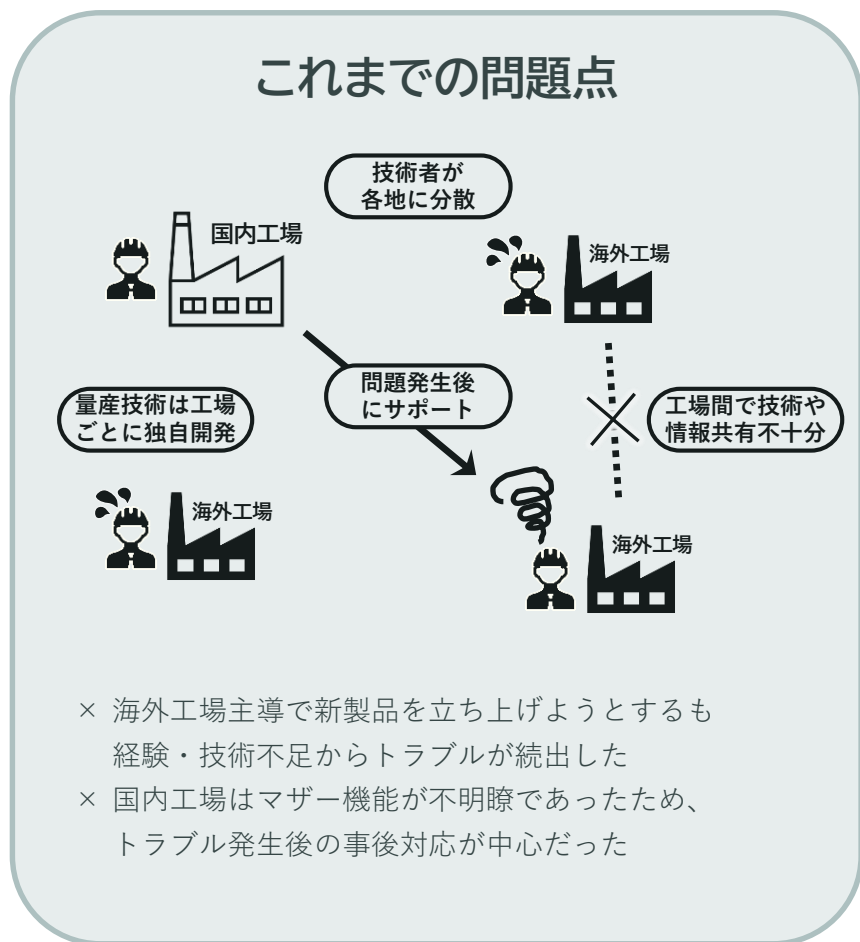 これまでの問題点
技術者が
各地に分散
国内工場
海外工場
問題発生後
にサポート
量産技術は工場
ごとに独自開発
工場間で技術や
情報共有不十分
海外工場
海外工場
× 海外工場主導で新製品を立ち上げようとするも
経験・技術不足からトラブルが続出した
× 国内工場はマザー機能が不明瞭であったため、
トラブル発生後の事後対応が中心だった